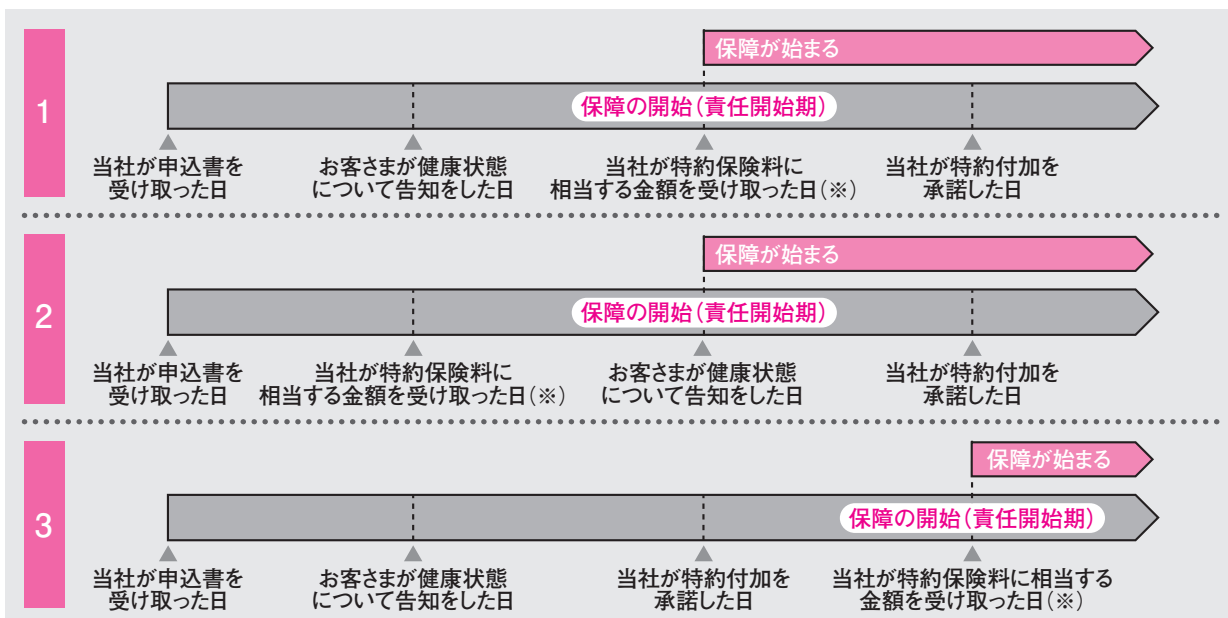 1
保障が始まる
保障の開始(責任開始期)
当社が申込書を
受け取った日
お客さまが健康状態
について告知をした日
当社が特約保険料に
相当する金額を受け取った日(※)
当社が特約付加を
承諾した日
2
保障が始まる
保障の開始(責任開始期)
当社が申込書を
受け取った日
当社が特約保険料に
相当する金額を受け取った日(※)
お客さまが健康状態
について告知をした日
当社が特約付加を
承諾した日
3
保障が始まる
保障の開始(責任開始期)
当社が申込書を
受け取った日
お客さまが健康状態
について告知をした日
当社が特約付加を
承諾した日
当社が特約保険料に相当する
金額を受け取った日(※)